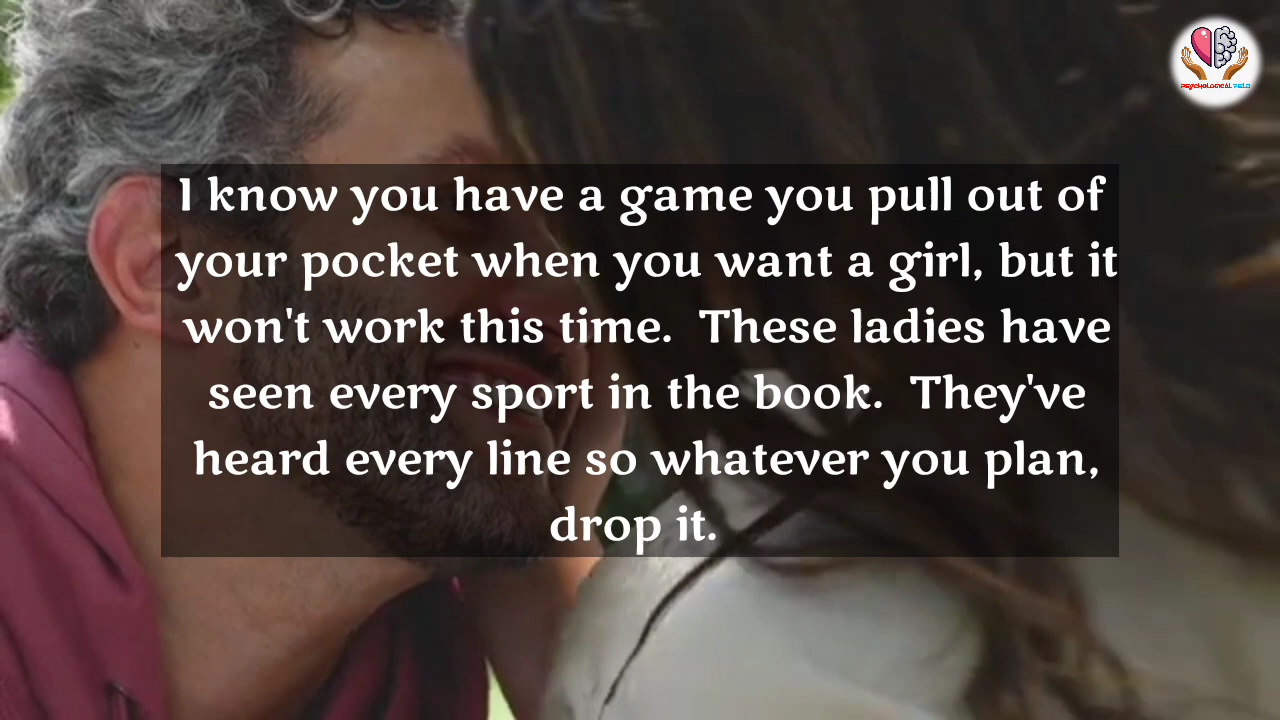 PSYCHOLOGICAL FIELD
I know you have a game you pull out of
your pocket when you want a girl, but it
won't work this time.  These ladies have
seen every sport in the book.  They've
heard every line so whatever you plan,
drop it.